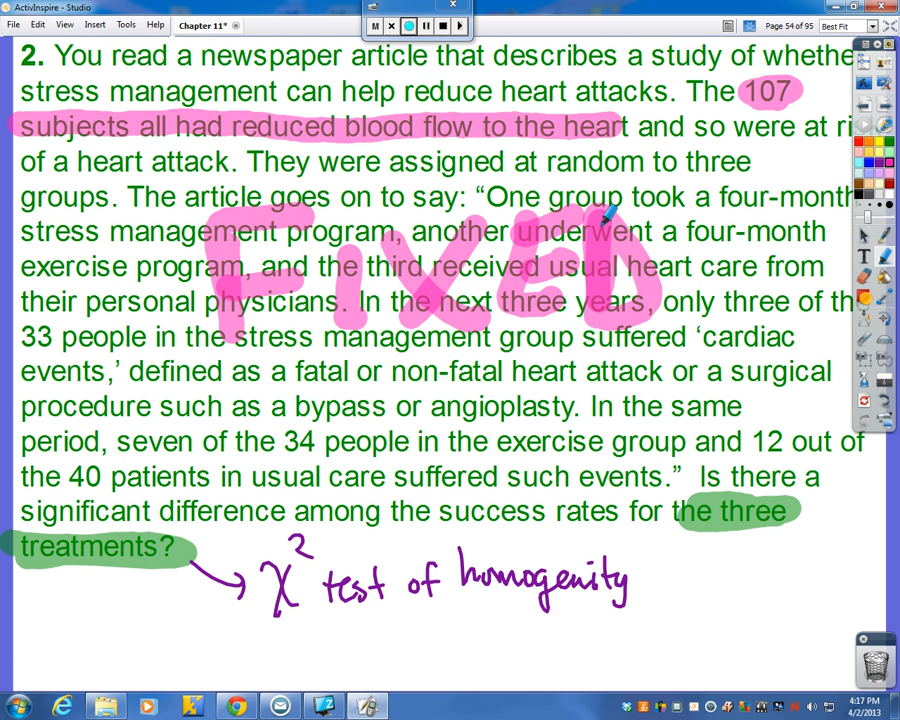 ActivInspire - Studio
File Edit View Insert Tools Help
Chapter 11*
M
Page 54 of 95
Best Fit
2. You read a newspaper article that describes a study of whethe
stress management can help reduce heart attacks. The 107
subjects all had reduced blood flow to the heart and so were at ri
of a heart attack. They were assigned at random to three
groups. The article goes on to say: “One group took a four-month
stress management program, another underwent a four-month
exercise program, and the third received usual heart care from
their personal physicians. In the next three years, only three of th
33 people in the stress management group suffered ‘cardiac
events,’ defined as a fatal or non-fatal heart attack or a surgical
procedure such as a bypass or angioplasty. In the same
period, seven of the 34 people in the exercise group and 12 out of
the 40 patients in usual care suffered such events.” Is there a
significant difference among the success rates for the three
treatments?
FIXED
χ² test of homogenity
4:17 PM
4/2/2013